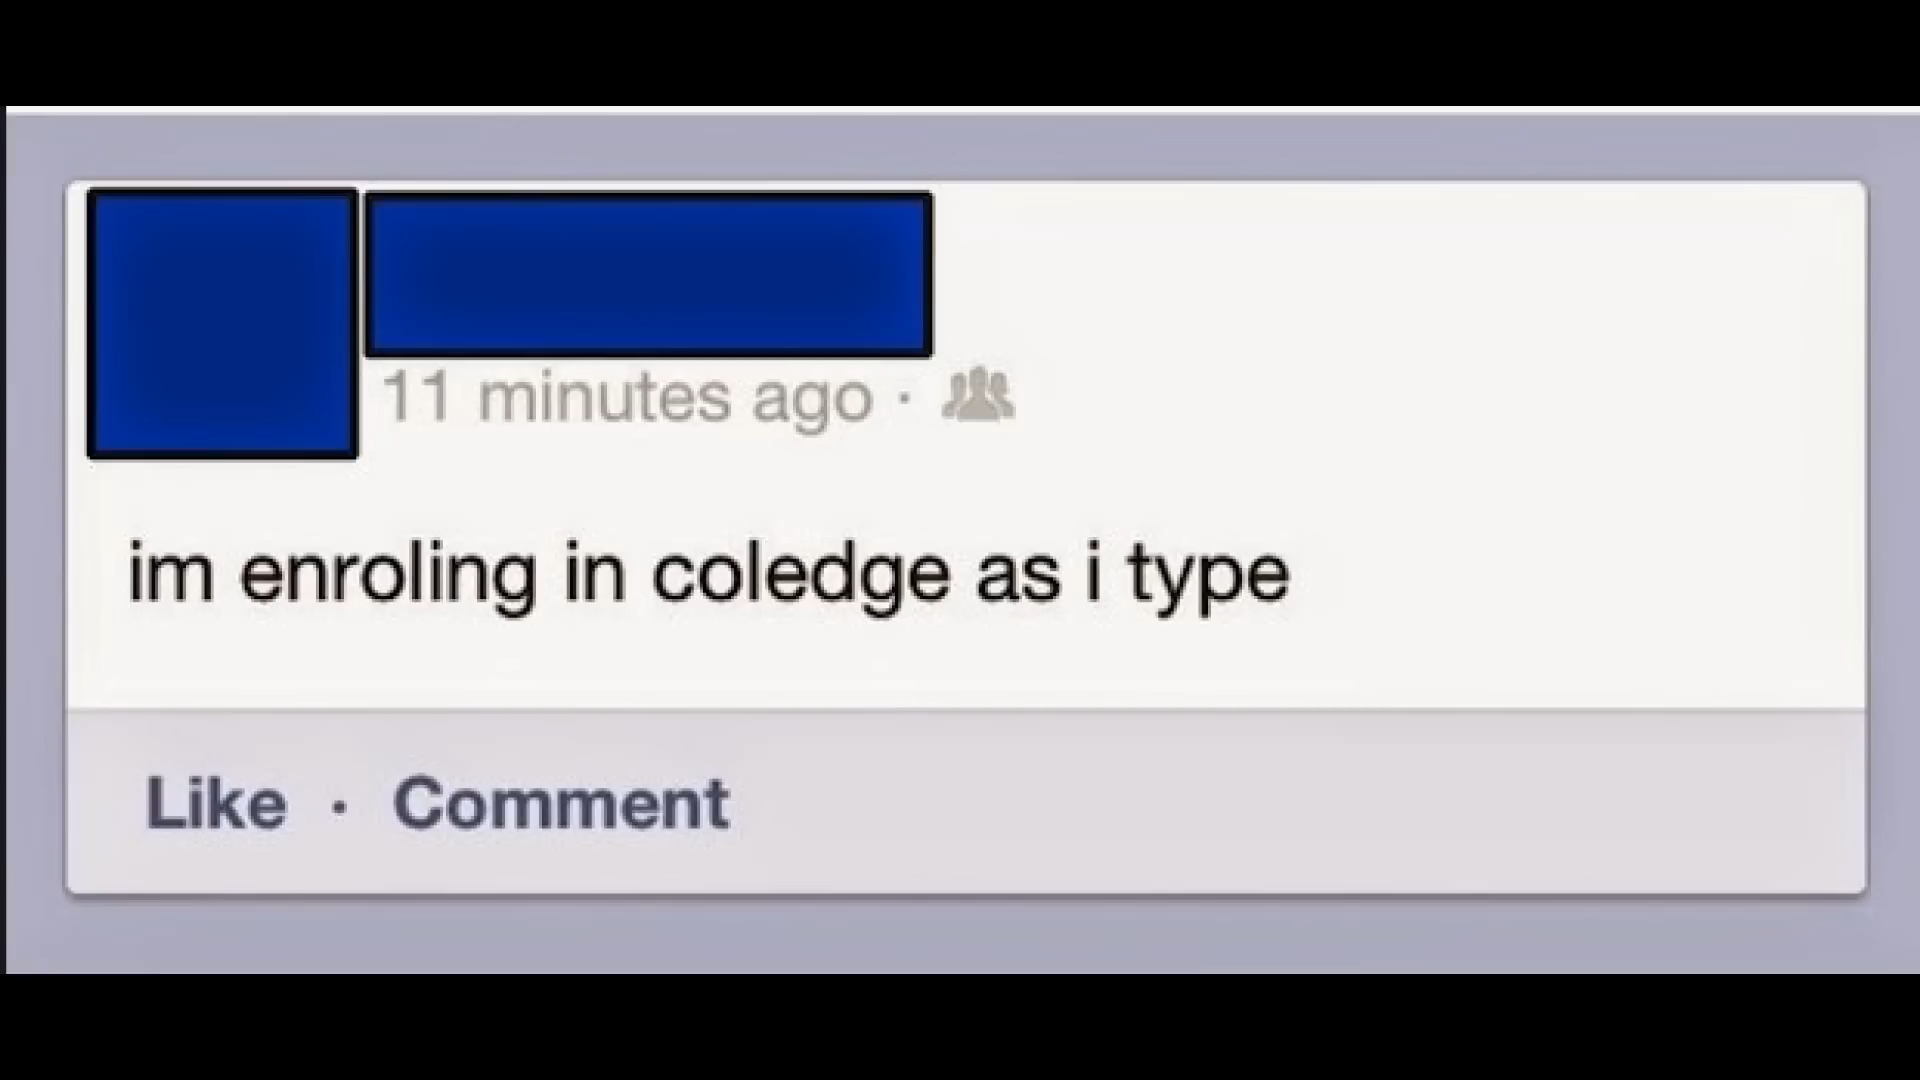 11 minutes ago ·
im enroling in coledge as i type
Like · Comment